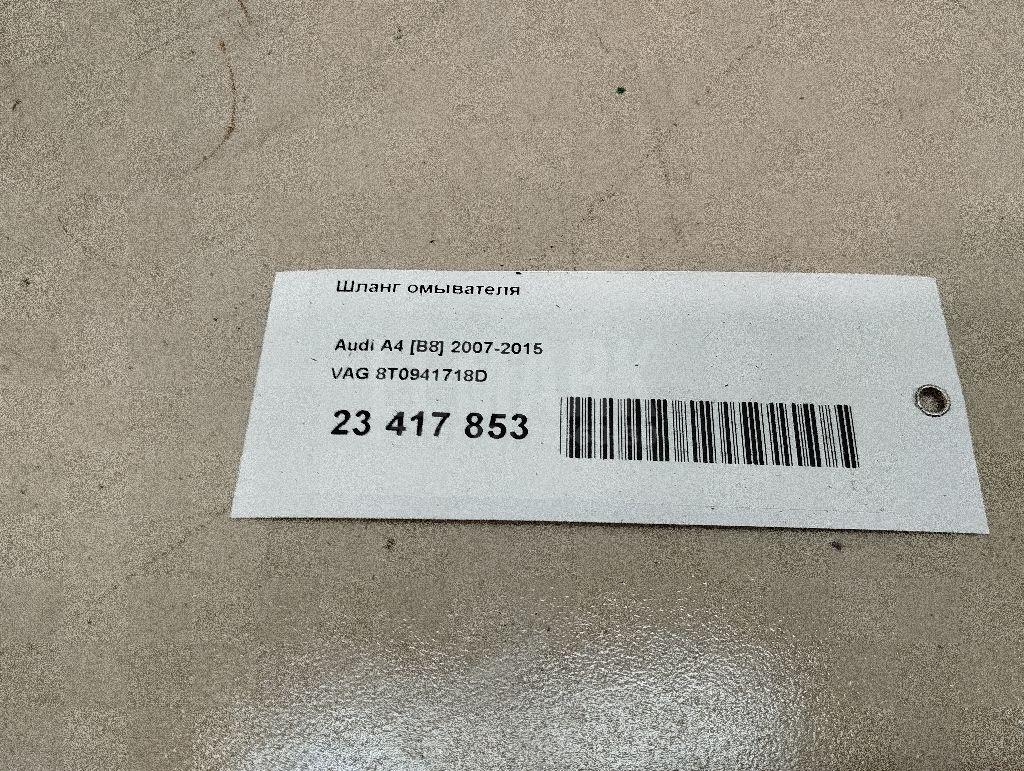 Шланг омывателя
Audi A4 [B8] 2007-2015
VAG 8T0941718D
23 417 853